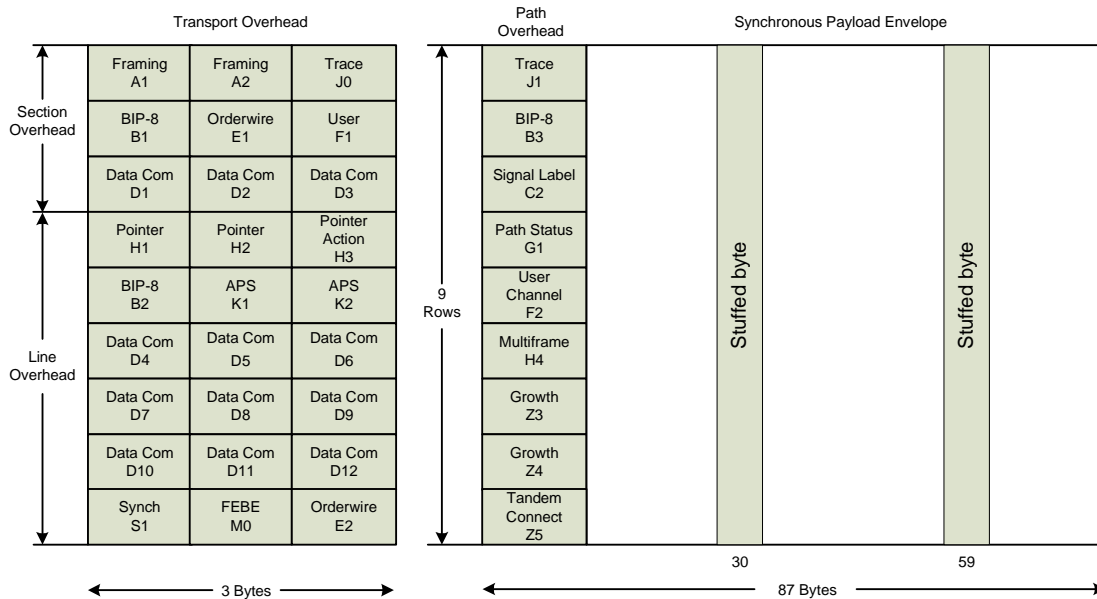 Transport Overhead
Path
Overhead
Synchronous Payload Envelope
Section
Overhead
Framing
A1
Framing
A2
Trace
J0
BIP-8
B1
Orderwire
E1
User
F1
Data Com
D1
Data Com
D2
Data Com
D3
Line
Overhead
Pointer
H1
Pointer
H2
Pointer
Action
H3
BIP-8
B2
APS
K1
APS
K2
Data Com
D4
Data Com
D5
Data Com
D6
Data Com
D7
Data Com
D8
Data Com
D9
Data Com
D10
Data Com
D11
Data Com
D12
Synch
S1
FEBE
M0
Orderwire
E2
3 Bytes
9
Rows
Trace
J1
BIP-8
B3
Signal Label
C2
Path Status
G1
User
Channel
F2
Multiframe
H4
Growth
Z3
Growth
Z4
Tandem
Connect
Z5
Stuffed byte
Stuffed byte
30
59
87 Bytes